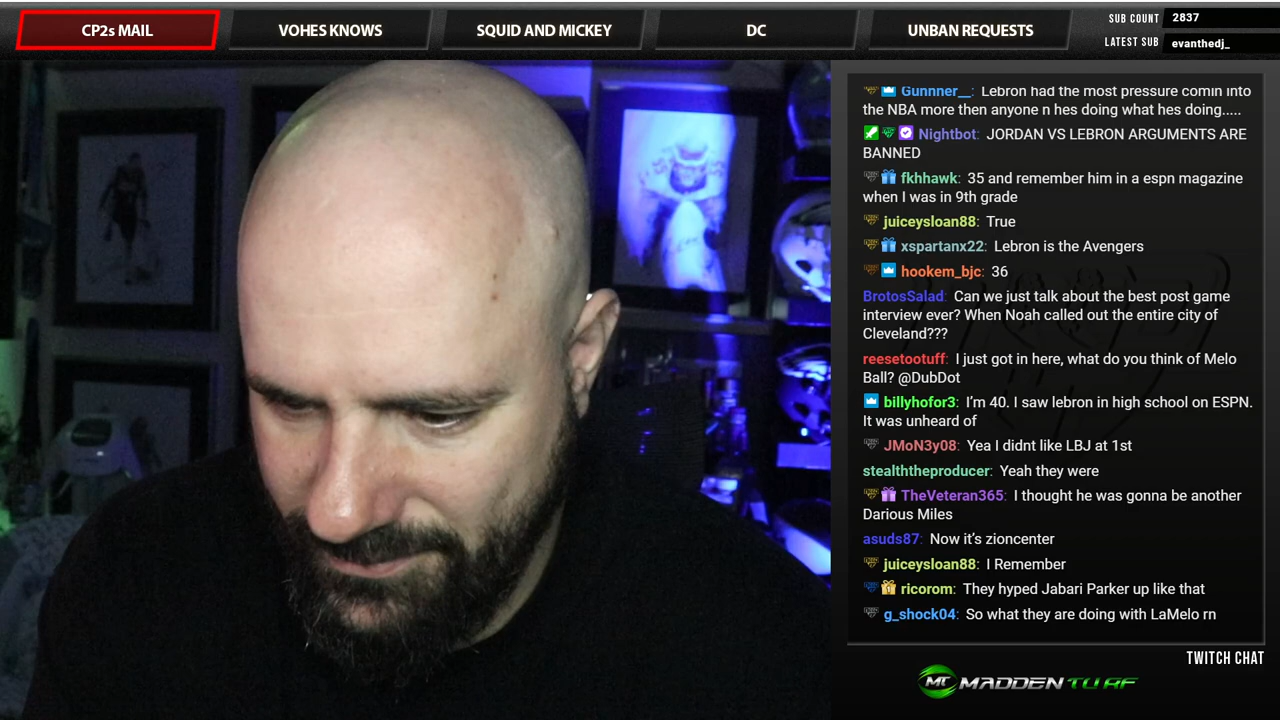 CP2s MAIL
VOHES KNOWS
SQUID AND MICKEY
DC
UNBAN REQUESTS
SUB COUNT 2837
LATEST SUB evanthedj_
Gunnner__: Lebron had the most pressure comin into
the NBA more then anyone n hes doing what hes doing.....
Nightbot: JORDAN VS LEBRON ARGUMENTS ARE
BANNED
fkhhawk: 35 and remember him in a espn magazine
when I was in 9th grade
juiceysloan88: True
xspartanx22: Lebron is the Avengers
hookem_bjc: 36
BrotosSalad: Can we just talk about the best post game
interview ever? When Noah called out the entire city of
Cleveland???
reesetootuff: I just got in here, what do you think of Melo
Ball? @DubDot
billyhofor3: I'm 40. I saw lebron in high school on ESPN.
It was unheard of
JMoN3y08: Yea I didnt like LBJ at 1st
stealththeproducer: Yeah they were
TheVeteran365: I thought he was gonna be another
Darious Miles
asuds87: Now it's zioncenter
juiceysloan88: I Remember
ricorom: They hyped Jabari Parker up like that
g_shock04: So what they are doing with LaMelo rn
TWITCH CHAT
MT MADDEN TURF